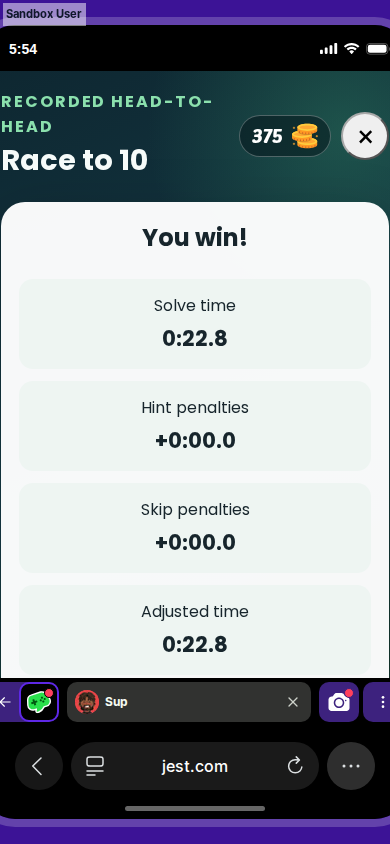 Sandbox User
5:54
RECORDED HEAD-TO-
HEAD
Race to 10
375
You win!
Solve time
0:22.8
Hint penalties
+0:00.0
Skip penalties
+0:00.0
Adjusted time
0:22.8
Sup
jest.com